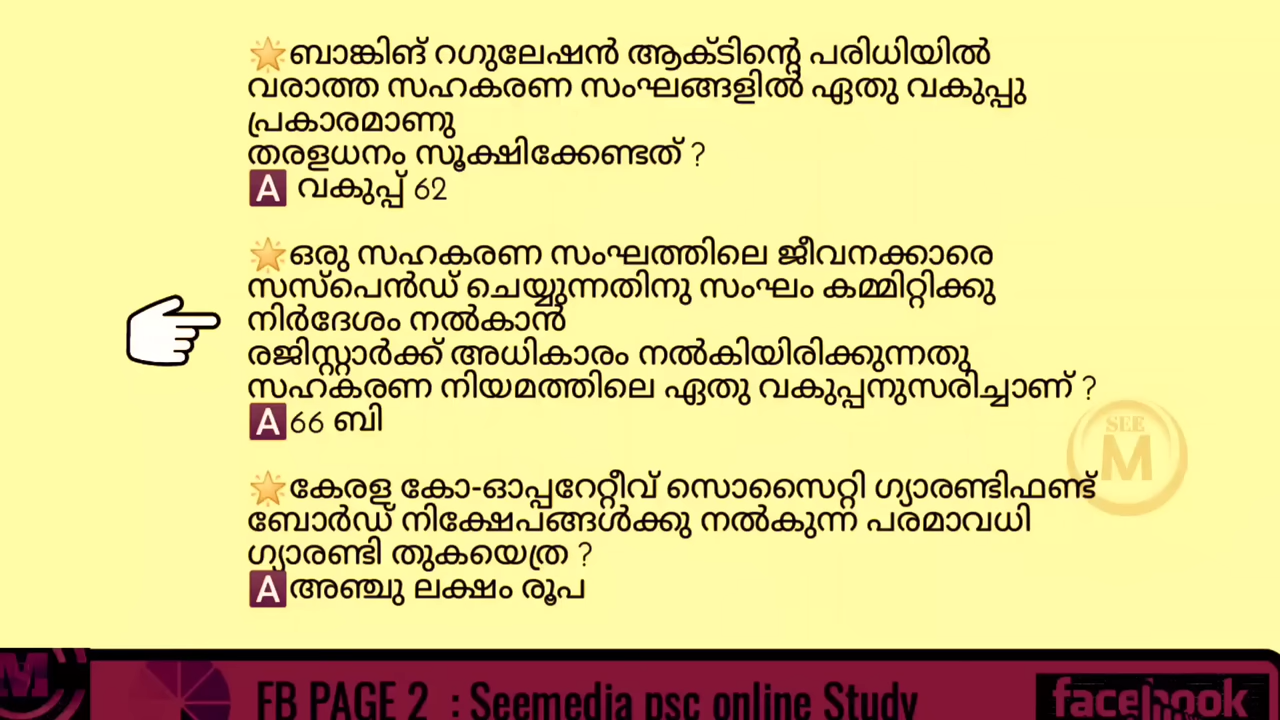 🌟ബാങ്കിങ് റഗുലേഷൻ ആക്ടിന്റെ പരിധിയിൽ
വരാത്ത സഹകരണ സംഘങ്ങളിൽ ഏതു വകുപ്പു
പ്രകാരമാണു
തരളധനം സൂക്ഷിക്കേണ്ടത് ?
🅰 വകുപ്പ് 62
🌟ഒരു സഹകരണ സംഘത്തിലെ ജീവനക്കാരെ
സസ്പെൻഡ് ചെയ്യുന്നതിനു സംഘം കമ്മിറ്റിക്കു
നിർദേശം നൽകാൻ
രജിസ്റ്റാർക്ക് അധികാരം നൽകിയിരിക്കുന്നതു
സഹകരണ നിയമത്തിലെ ഏതു വകുപ്പനുസരിച്ചാണ് ?
🅰66 ബി
SEE
M
🌟കേരള കോ-ഓപ്പറേറ്റീവ് സൊസൈറ്റി ഗ്യാരണ്ടിഫണ്ട്
ബോർഡ് നിക്ഷേപങ്ങൾക്കു നൽകുന്ന പരമാവധി
ഗ്യാരണ്ടി തുകയെത്ര ?
🅰അഞ്ചു ലക്ഷം രൂപ
M
FB PAGE 2 : Seemedia psc online Study
facebook